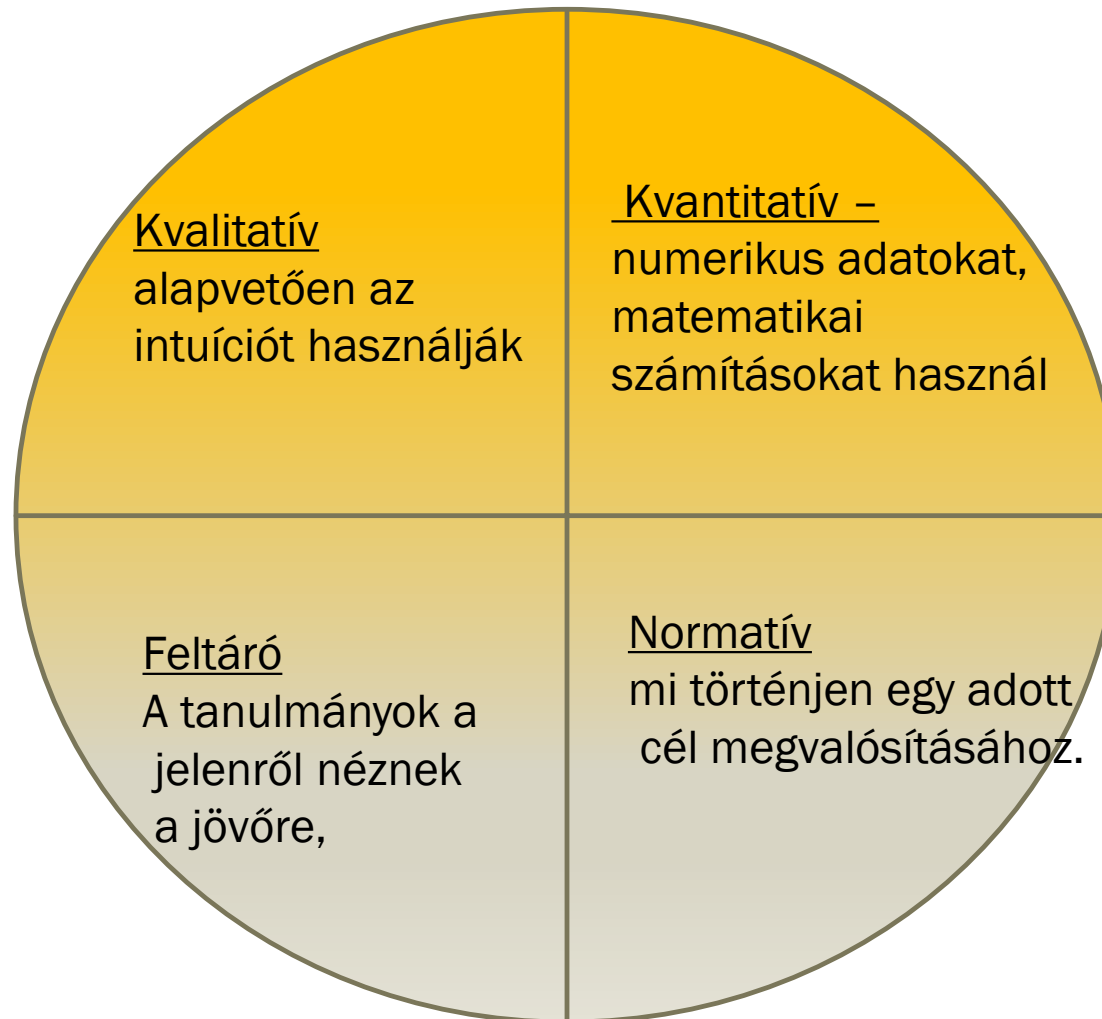 Kvalitatív
alapvetően az
intuíciót használják
Kvantitatív –
numerikus adatokat,
matematikai
számításokat használ
Feltáró
A tanulmányok a
jelenről néznek
a jövőre,
Normatív
mi történjen egy adott
cél megvalósításához.